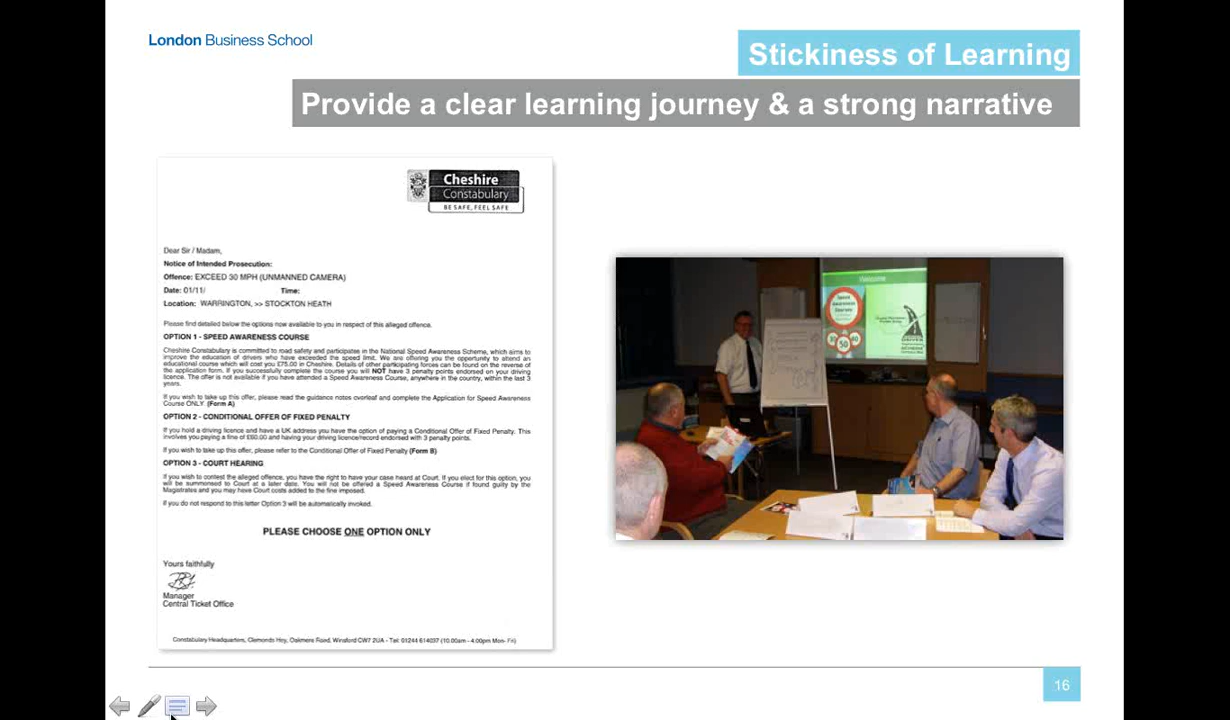 London Business School
Stickiness of Learning
Provide a clear learning journey & a strong narrative
Cheshire
Constabulary
BE SAFE, FEEL SAFE
Dear Sir / Madam,
Notice of Intended Prosecution:
Offence: EXCEED 30 MPH (UNMANNED CAMERA)
Date: 01/11/ Time:
Location: WARRINGTON, >> STOCKTON HEATH
Please find detailed below the options now available to you in respect of this alleged offence.
OPTION 1 - SPEED AWARENESS COURSE
Cheshire Constabulary is committed to road safety and participates in the National Speed Awareness Scheme, which aims to
improve the education of drivers who have exceeded the speed limit. We are offering you the opportunity to attend an
educational course which will cost you £75.00 in Cheshire. Details of other participating forces can be found on the reverse of
the application form. If you successfully complete the course you will NOT have 3 penalty points endorsed on your driving
licence. The offer is not available if you have attended a Speed Awareness Course, anywhere in the country, within the last 3
years.
If you wish to take up this offer, please read the guidance notes overleaf and complete the Application for Speed Awareness
Course ONLY. (Form A)
OPTION 2 - CONDITIONAL OFFER OF FIXED PENALTY
If you hold a driving licence and have a UK address you have the option of paying a Conditional Offer of Fixed Penalty. This
involves you paying a fine of £60.00 and having your driving licence/record endorsed with 3 penalty points.
If you wish to take up this offer, please refer to the Conditional Offer of Fixed Penalty (Form B)
OPTION 3 - COURT HEARING
If you wish to contest the alleged offence, you have the right to have your case heard at Court. If you elect for this option, you
will be summonsed to Court at a later date. You will not be offered a Speed Awareness Course if found guilty by the
Magistrates and you may have Court costs added to the fine imposed.
If you do not respond to this letter Option 3 will be automatically invoked.
PLEASE CHOOSE ONE OPTION ONLY
Yours faithfully
Manager
Central Ticket Office
Constabulary Headquarters, Clemonds Hey, Oakmere Road, Winsford CW7 2UA - Tel: 01244 614037 (10.00am - 4.00pm Mon- Fri)
Welcome
Speed
Awareness
Courses
50
16